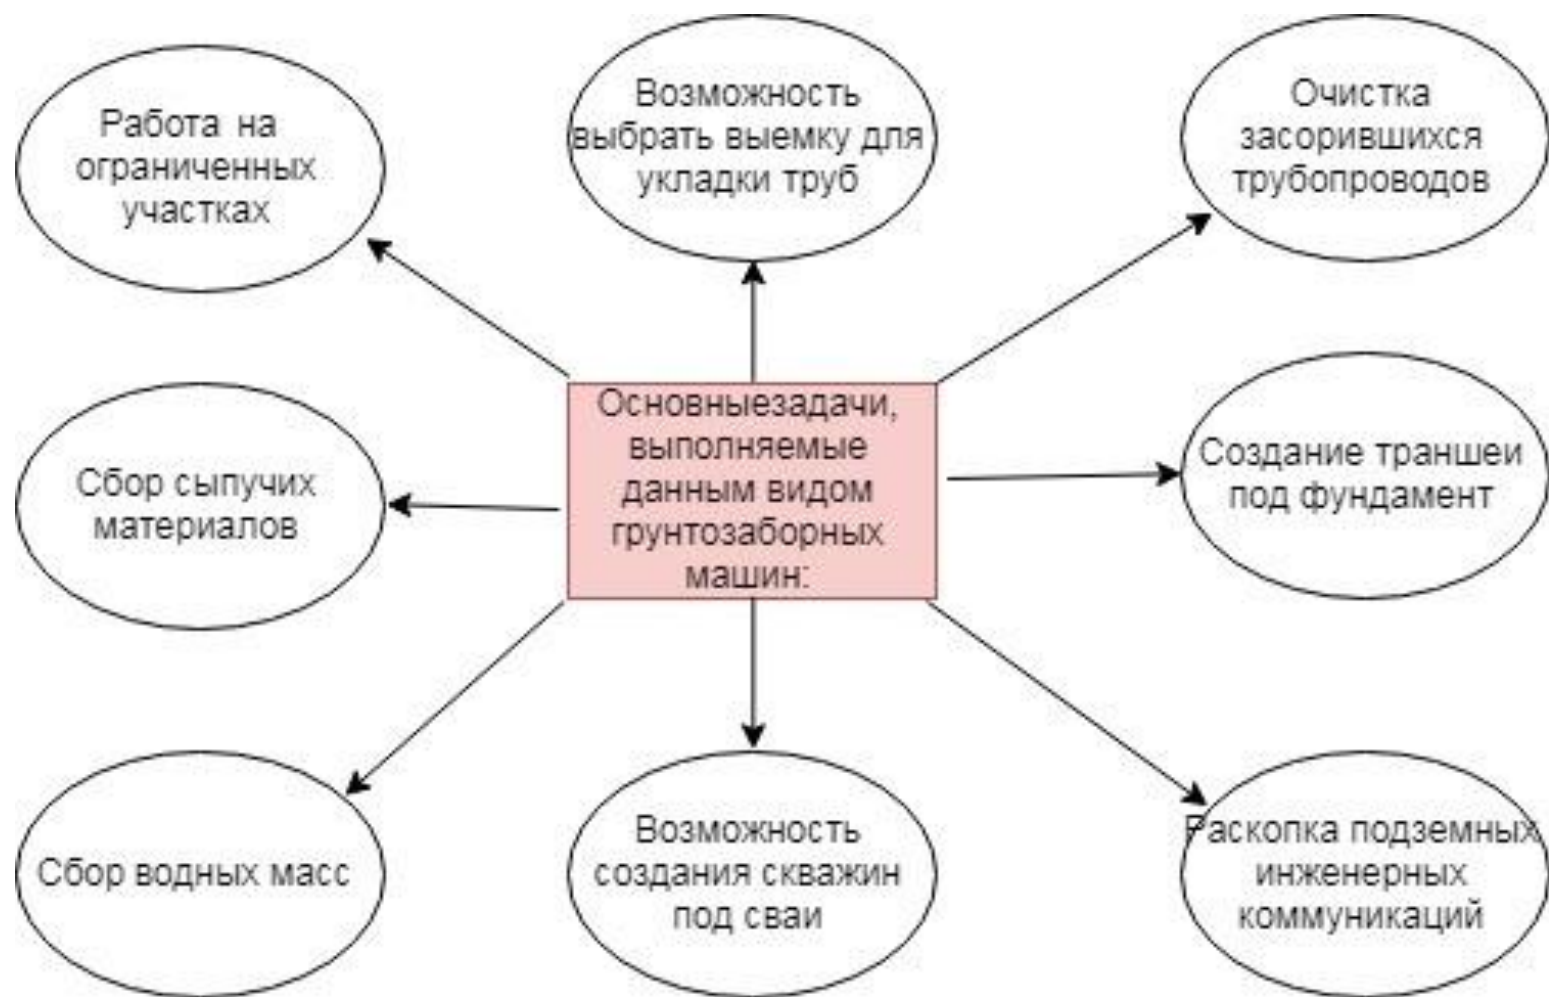 Работа на
ограниченных
участках
Возможность
выбрать выемку для
укладки труб
Очистка
засорившихся
трубопроводов
Сбор сыпучих
материалов
Основныезадачи,
выполняемые
данным видом
грунтозаборных
машин:
Создание траншеи
под фундамент
Сбор водных масс
Возможность
создания скважин
под сваи
Раскопка подземных
инженерных
коммуникаций